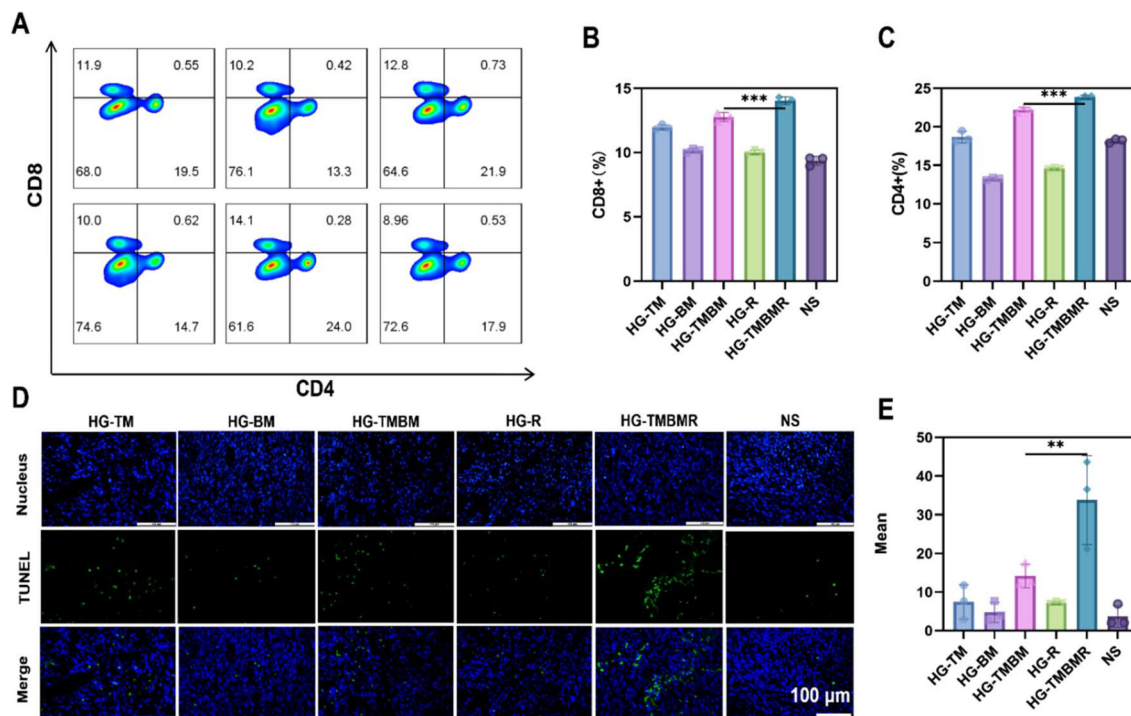 A
CD8
11.9 0.55
68.0 19.5
10.2 0.42
76.1 13.3
12.8 0.73
64.6 21.9
10.0 0.62
74.6 14.7
14.1 0.28
61.6 24.0
8.96 0.53
72.6 17.9
CD4
B
CD8+ (%)
15
10
5
0
***
HG-TM
HG-BM
HG-TMBM
HG-R
HG-TMBMR
NS
C
CD4+(%)
25
20
15
10
5
0
***
HG-TM
HG-BM
HG-TMBM
HG-R
HG-TMBMR
NS
D
HG-TM HG-BM HG-TMBM HG-R HG-TMBMR NS
Nucleus
TUNEL
Merge
100 μm
E
Mean
50
40
30
20
10
0
**
HG-TM
HG-BM
HG-TMBM
HG-R
HG-TMBMR
NS